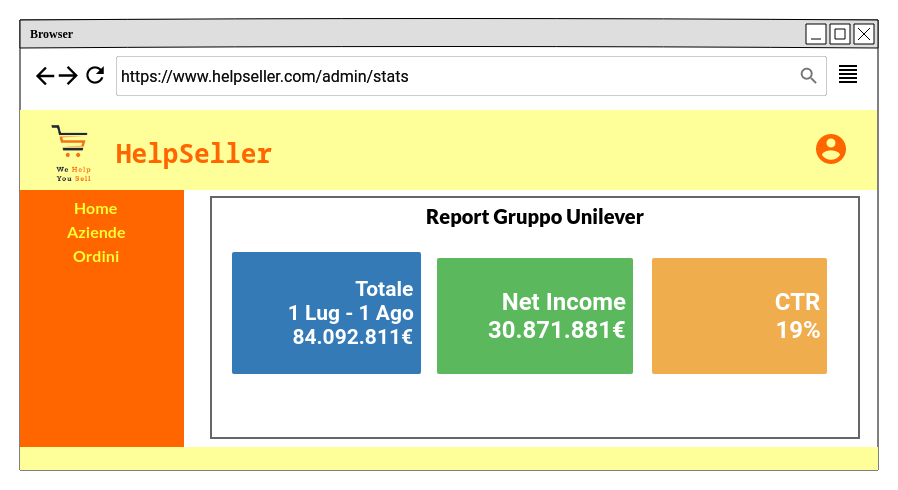 Browser
https://www.helpseller.com/admin/stats
We Help
You Sell
HelpSeller
Home
Aziende
Ordini
Report Gruppo Unilever
Totale
1 Lug - 1 Ago
84.092.811€
Net Income
30.871.881€
CTR
19%